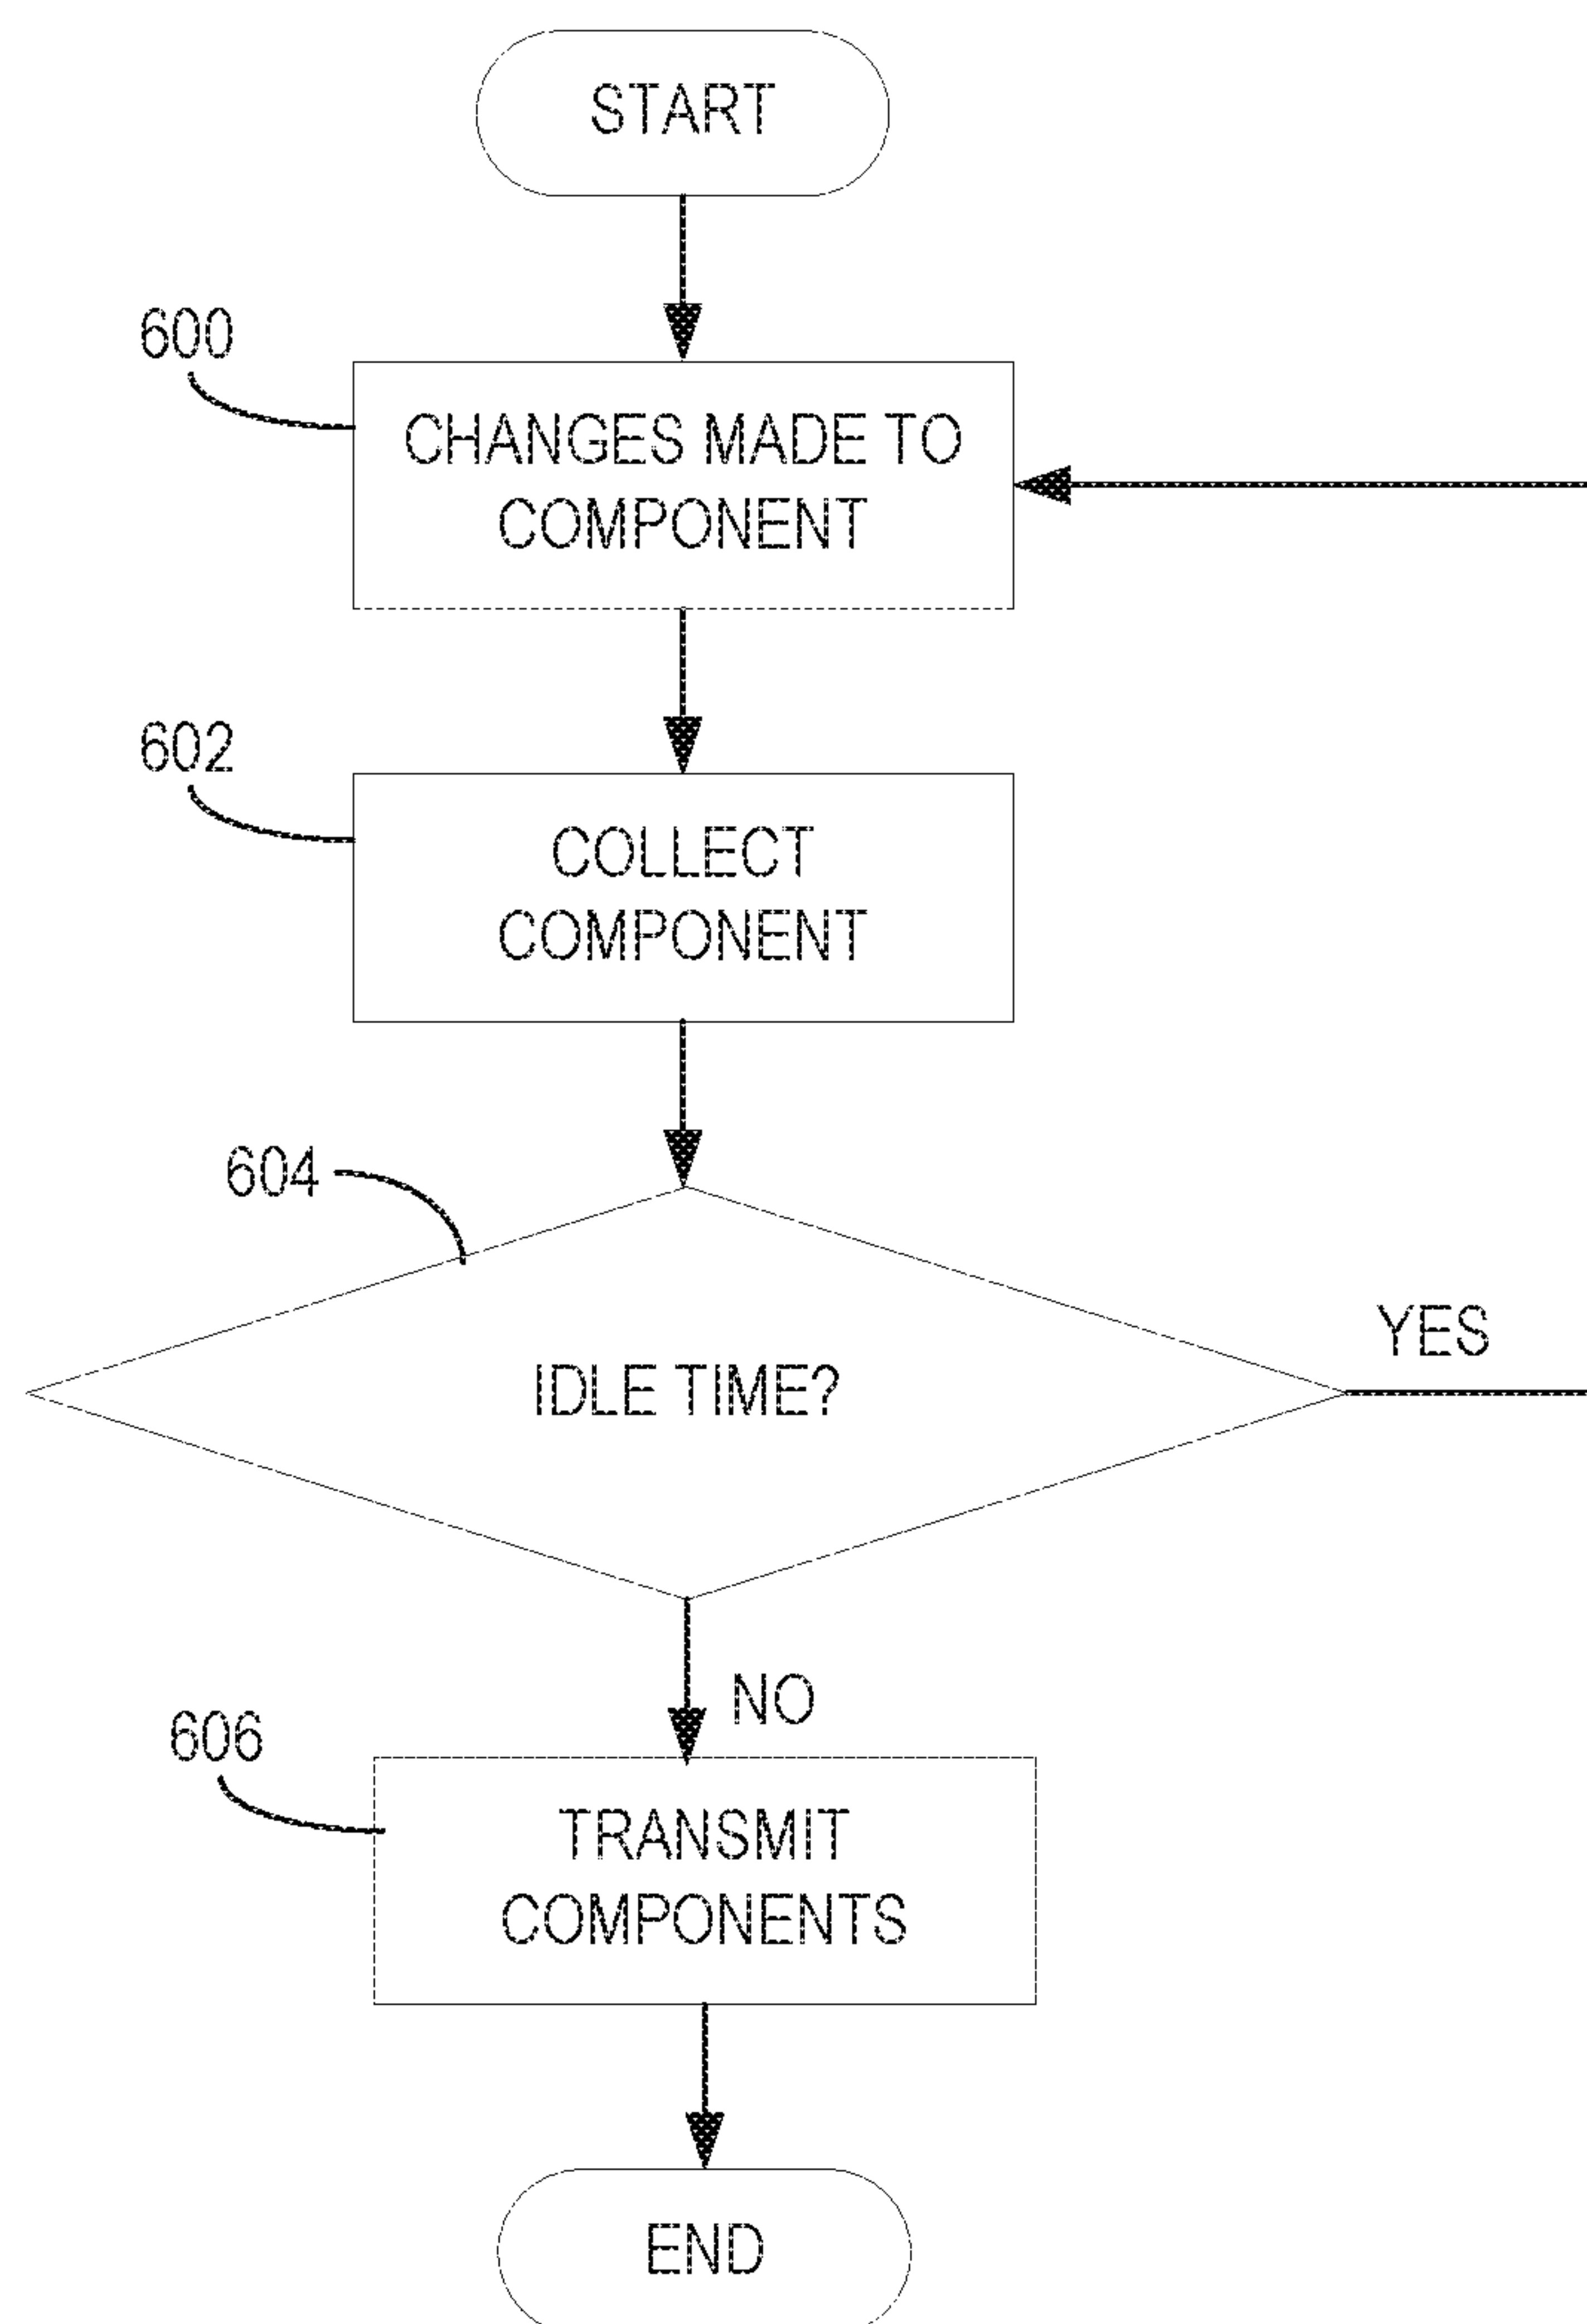 START
600
CHANGES MADE TO
COMPONENT
602
COLLECT
COMPONENT
604
IDLE TIME?
YES
NO
606
TRANSMIT
COMPONENTS
END